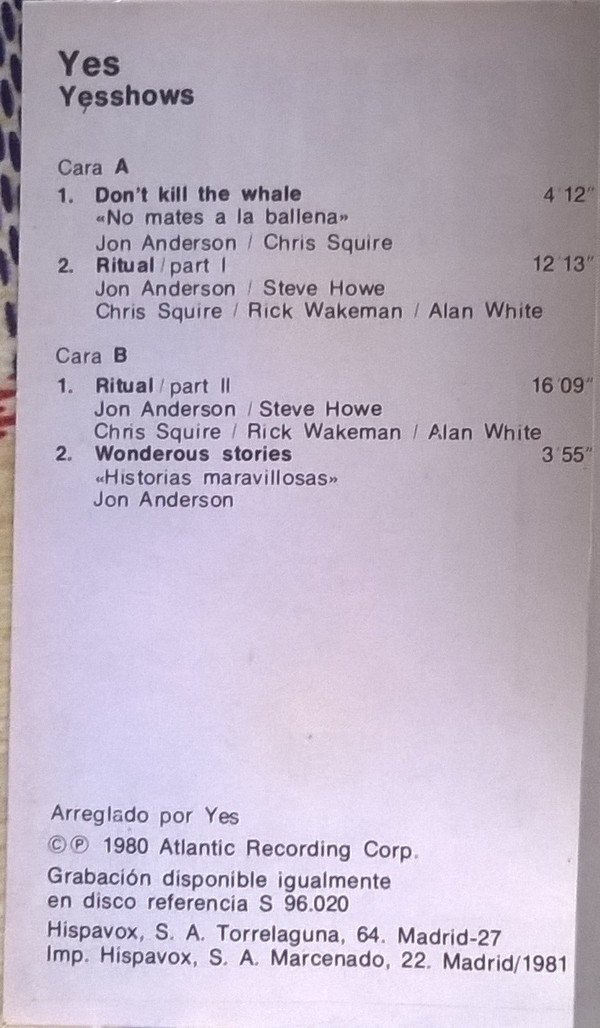 Yes
Yesshows
Cara A
1. Don't kill the whale 4'12"
«No mates a la ballena»
Jon Anderson / Chris Squire
2. Ritual / part I 12'13"
Jon Anderson / Steve Howe
Chris Squire / Rick Wakeman / Alan White
Cara B
1. Ritual / part II 16'09"
Jon Anderson / Steve Howe
Chris Squire / Rick Wakeman / Alan White
2. Wonderous stories 3'55"
«Historias maravillosas»
Jon Anderson
Arreglado por Yes
©℗ 1980 Atlantic Recording Corp.
Grabación disponible igualmente
en disco referencia S 96.020
Hispavox, S. A. Torrelaguna, 64. Madrid-27
Imp. Hispavox, S. A. Marcenado, 22. Madrid/1981